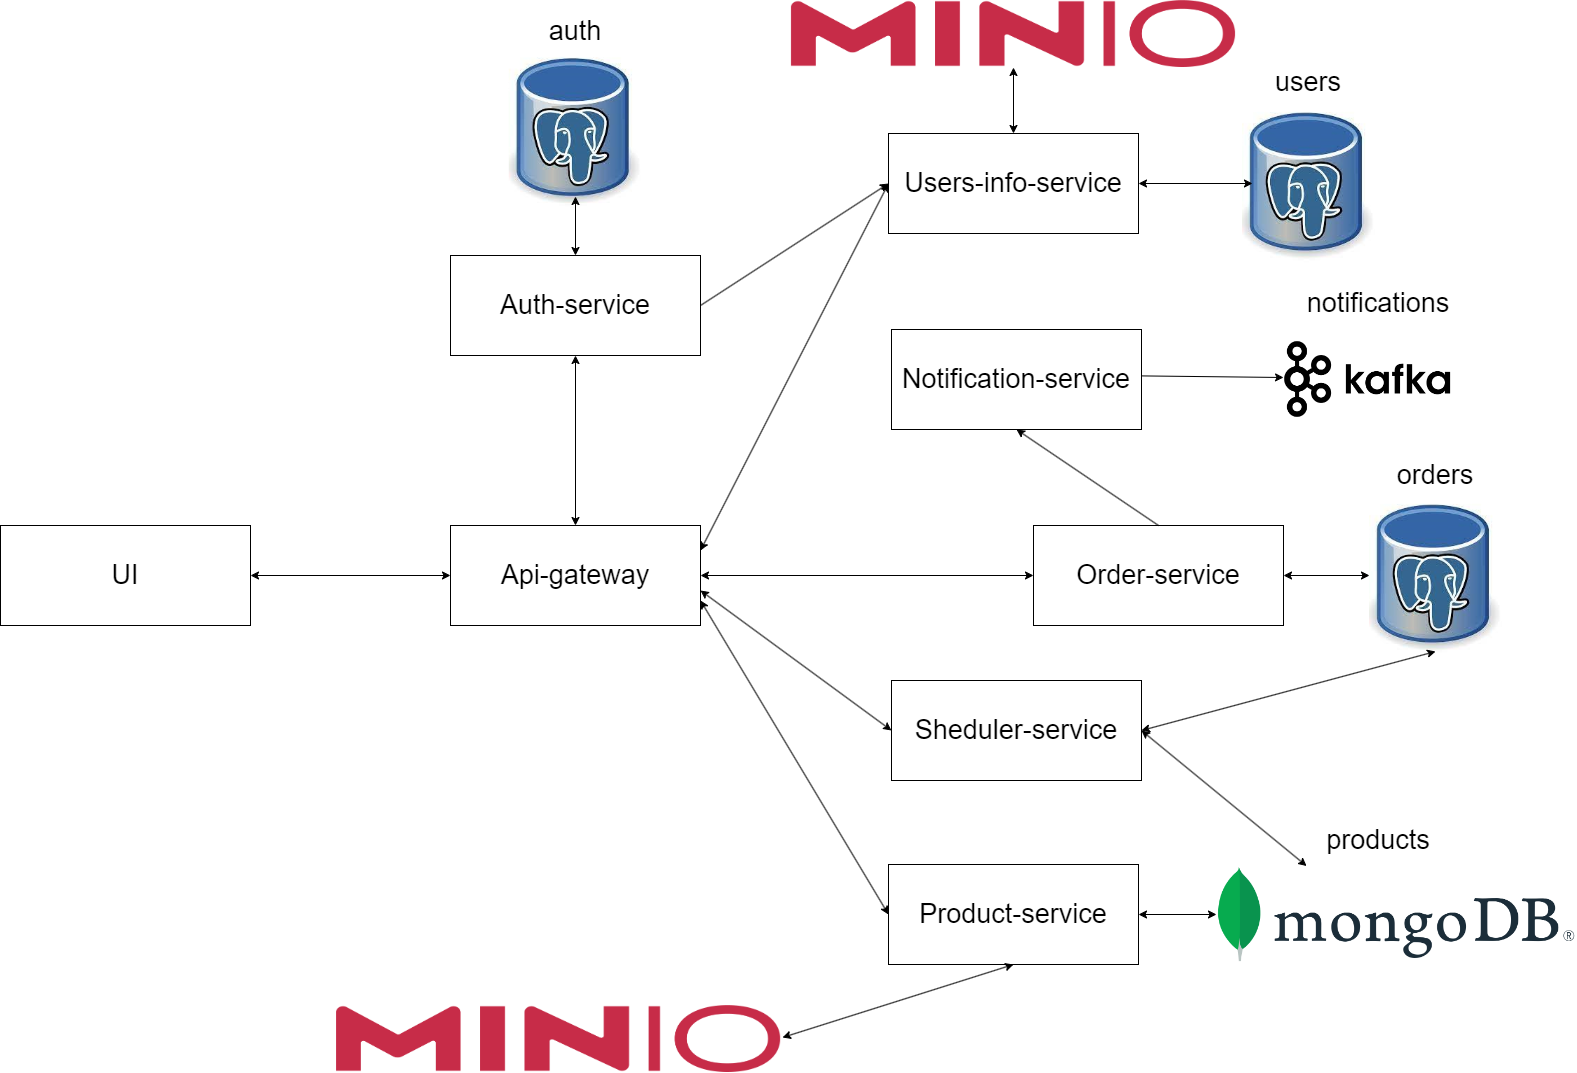 MINIO
auth
users
Users-info-service
Auth-service
notifications
Notification-service
kafka
orders
UI
Api-gateway
Order-service
Sheduler-service
products
Product-service
mongoDB®
MINIO